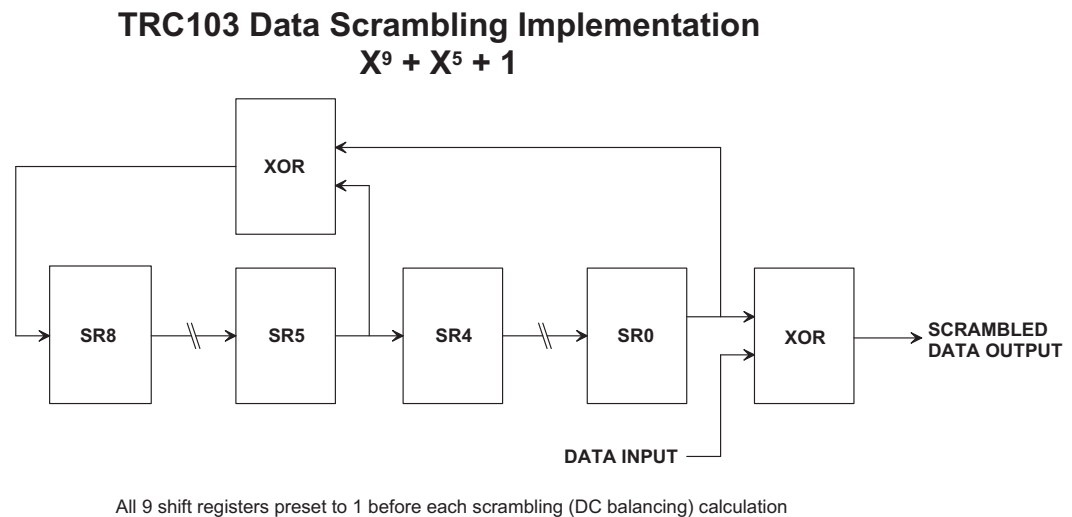 TRC103 Data Scrambling Implementation
X⁹ + X⁵ + 1
XOR
SR8
SR5
SR4
SR0
XOR
SCRAMBLED
DATA OUTPUT
DATA INPUT
All 9 shift registers preset to 1 before each scrambling (DC balancing) calculation